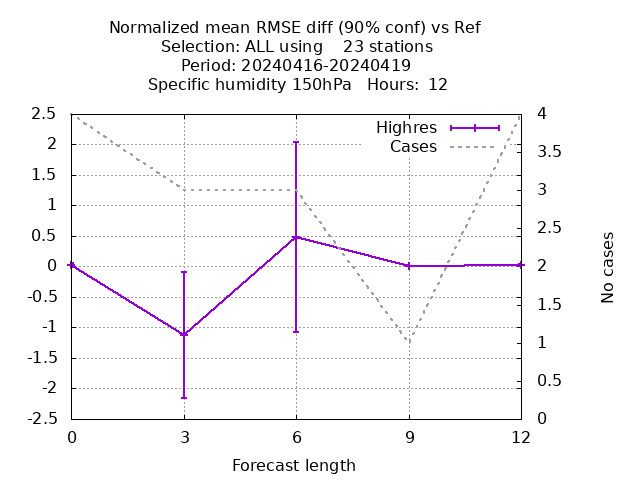 Normalized mean RMSE diff (90% conf) vs Ref
Selection: ALL using    23 stations
Period: 20240416-20240419
Specific humidity 150hPa   Hours:  12
Highres
Cases
2.5
2
1.5
1
0.5
0
-0.5
-1
-1.5
-2
-2.5
4
3.5
3
2.5
2
1.5
1
0.5
0
No cases
0 3 6 9 12
Forecast length